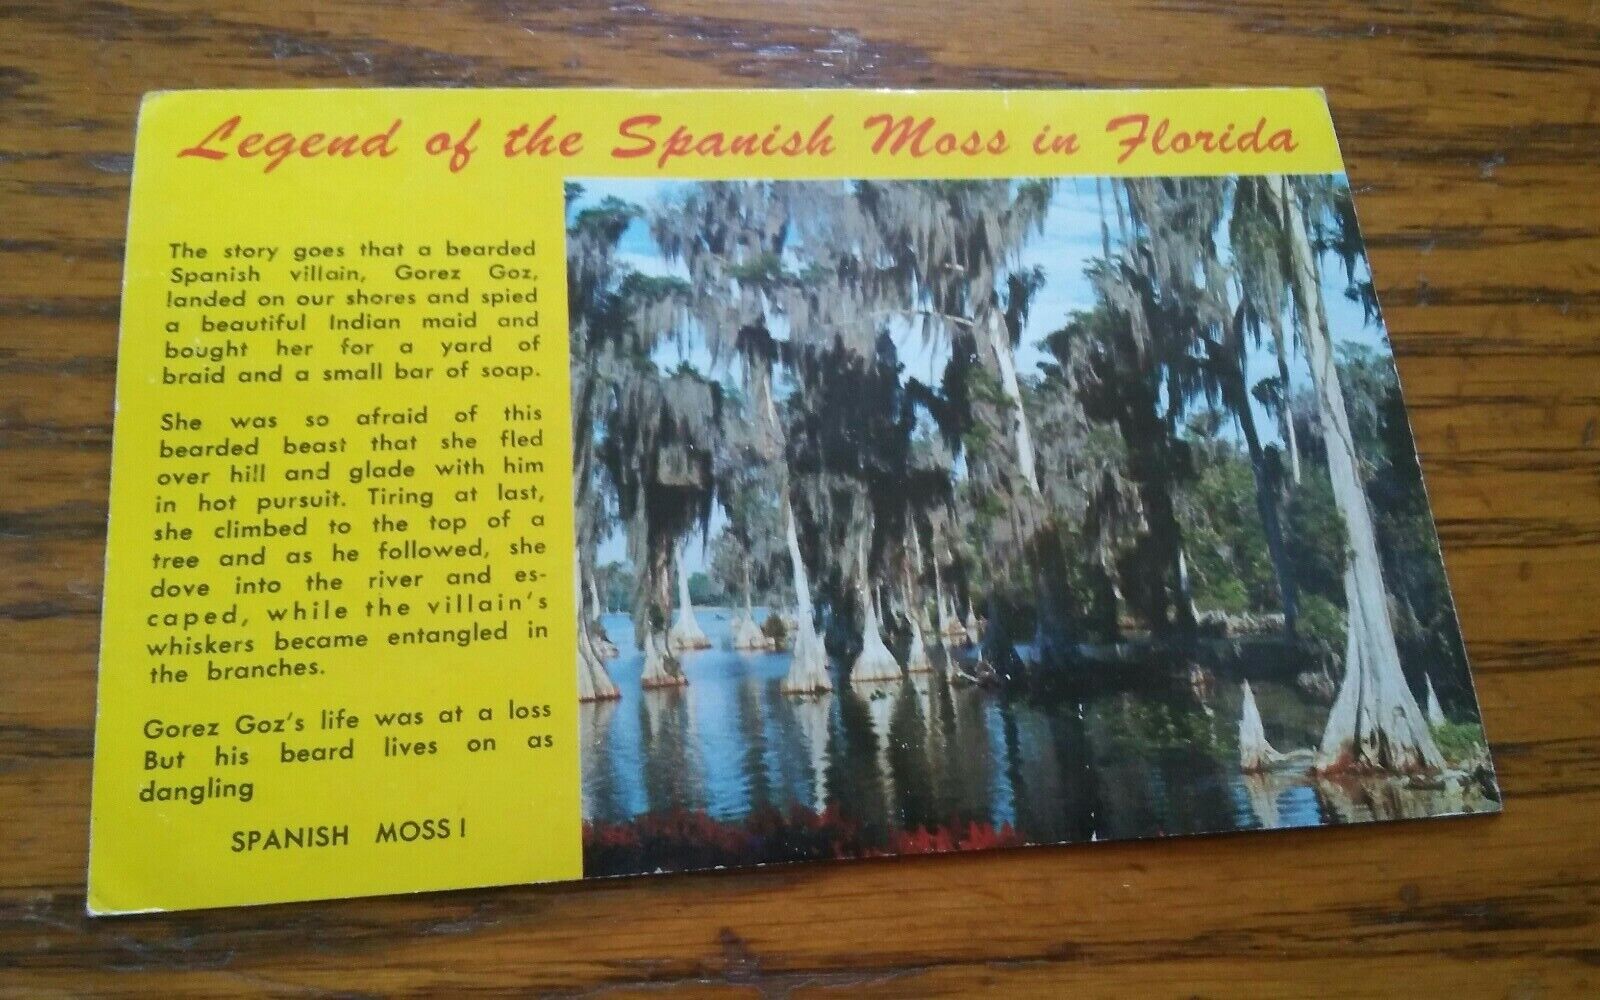 Legend of the Spanish Moss in Florida
The story goes that a bearded
Spanish villain, Gorez Goz,
landed on our shores and spied
a beautiful Indian maid and
bought her for a yard of
braid and a small bar of soap.
She was so afraid of this
bearded beast that she fled
over hill and glade with him
in hot pursuit. Tiring at last,
she climbed to the top of a
tree and as he followed, she
dove into the river and es-
caped, while the villain's
whiskers became entangled in
the branches.
Gorez Goz's life was at a loss
But his beard lives on as
dangling
SPANISH MOSS!